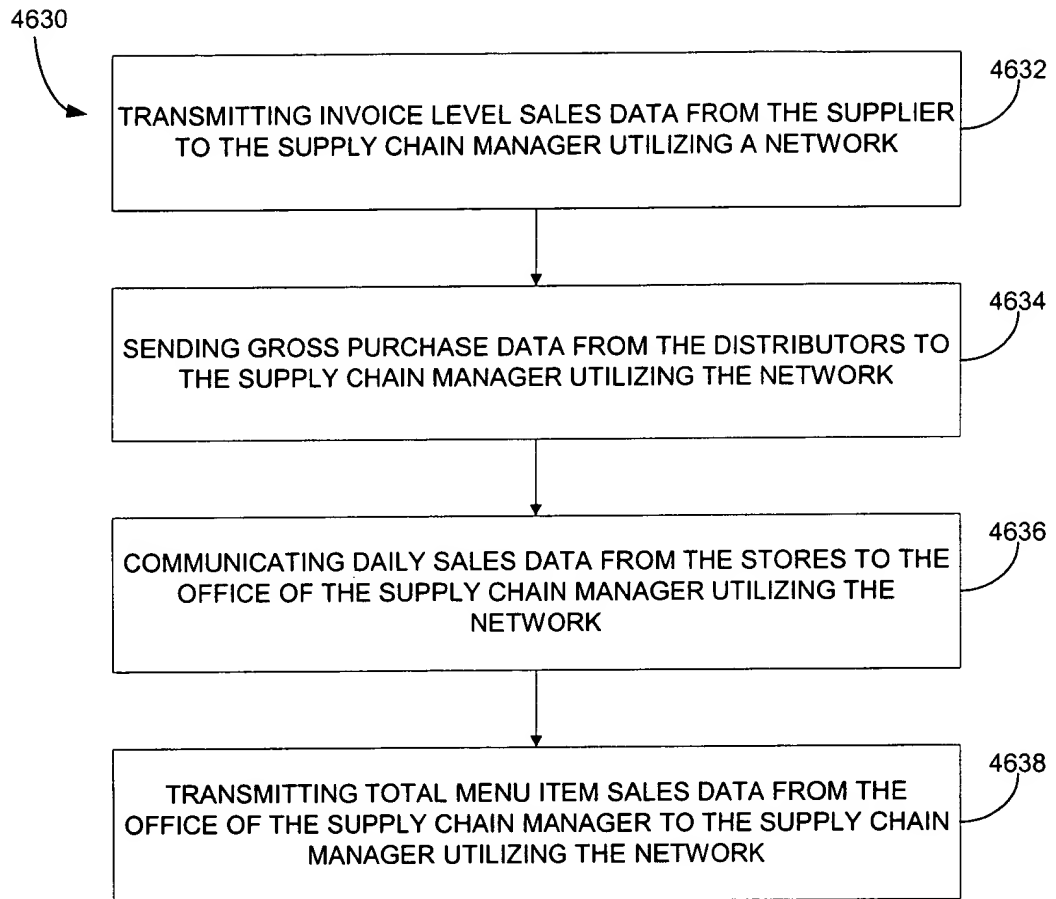 4630
4632
TRANSMITTING INVOICE LEVEL SALES DATA FROM THE SUPPLIER
TO THE SUPPLY CHAIN MANAGER UTILIZING A NETWORK
4634
SENDING GROSS PURCHASE DATA FROM THE DISTRIBUTORS TO
THE SUPPLY CHAIN MANAGER UTILIZING THE NETWORK
4636
COMMUNICATING DAILY SALES DATA FROM THE STORES TO THE
OFFICE OF THE SUPPLY CHAIN MANAGER UTILIZING THE
NETWORK
4638
TRANSMITTING TOTAL MENU ITEM SALES DATA FROM THE
OFFICE OF THE SUPPLY CHAIN MANAGER TO THE SUPPLY CHAIN
MANAGER UTILIZING THE NETWORK